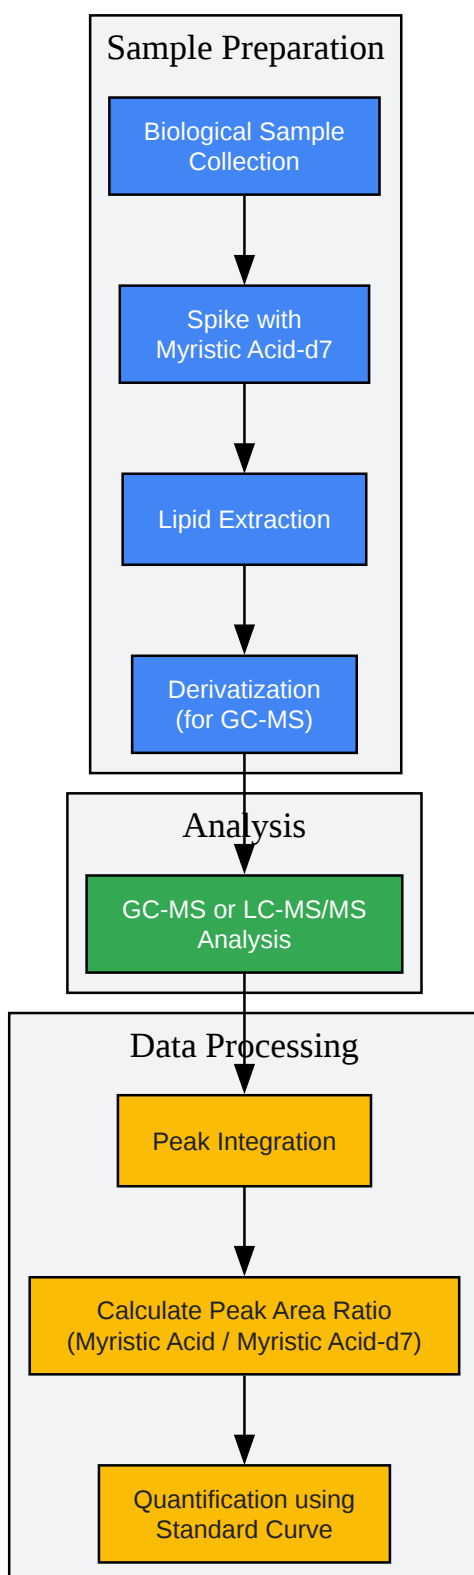 Sample Preparation
Biological Sample
Collection
Spike with
Myristic Acid-d7
Lipid Extraction
Derivatization
(for GC-MS)
Analysis
GC-MS or LC-MS/MS
Analysis
Data Processing
Peak Integration
Calculate Peak Area Ratio
(Myristic Acid / Myristic Acid-d7)
Quantification using
Standard Curve